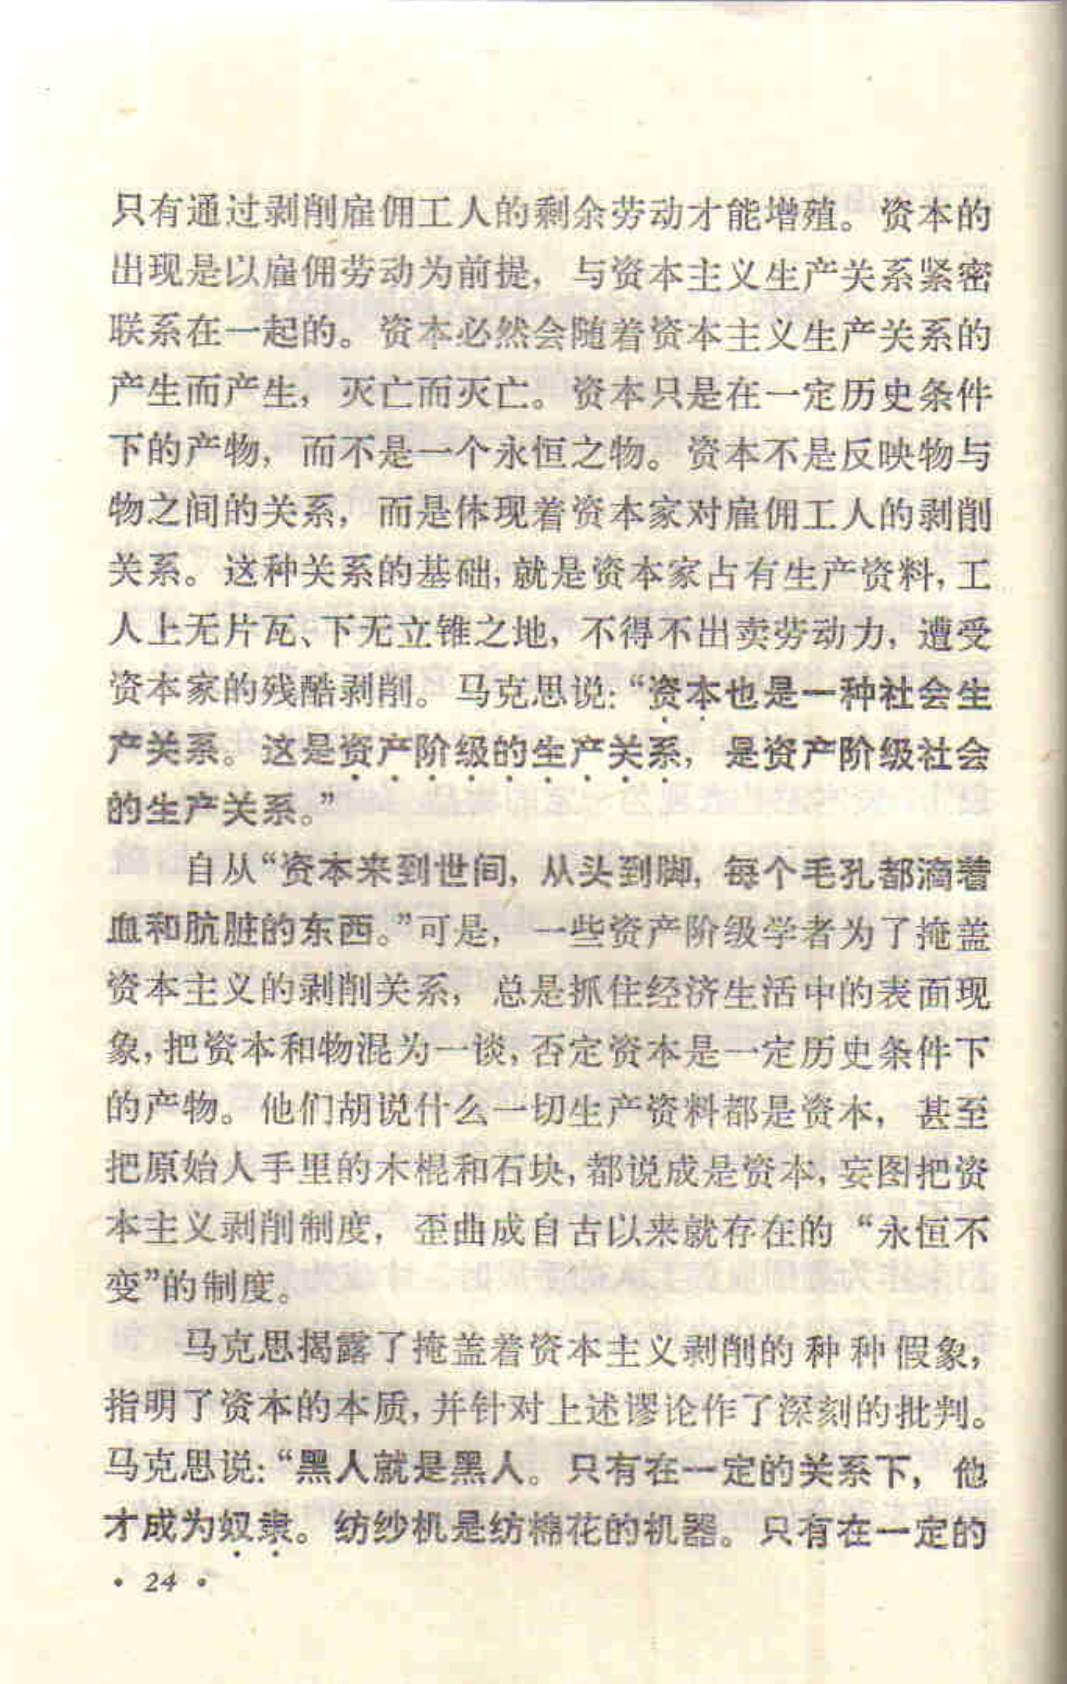 只有通过剥削雇佣工人的剩余劳动才能增殖。资本的
出现是以雇佣劳动为前提，与资本主义生产关系紧密
联系在一起的。资本必然会随着资本主义生产关系的
产生而产生，灭亡而灭亡。资本只是在一定历史条件
下的产物，而不是一个永恒之物。资本不是反映物与
物之间的关系，而是体现着资本家对雇佣工人的剥削
关系。这种关系的基础，就是资本家占有生产资料，工
人上无片瓦、下无立锥之地，不得不出卖劳动力，遭受
资本家的残酷剥削。马克思说：“资本也是一种社会生
产关系。这是资产阶级的生产关系，是资产阶级社会
的生产关系。”
自从“资本来到世间，从头到脚，每个毛孔都滴着
血和肮脏的东西。”可是，一些资产阶级学者为了掩盖
资本主义的剥削关系，总是抓住经济生活中的表面现
象，把资本和物混为一谈，否定资本是一定历史条件下
的产物。他们胡说什么一切生产资料都是资本，甚至
把原始人手里的木棍和石块，都说成是资本，妄图把资
本主义剥削制度，歪曲成自古以来就存在的“永恒不
变”的制度。
马克思揭露了掩盖着资本主义剥削的种种假象，
指明了资本的本质，并针对上述谬论作了深刻的批判。
马克思说：“黑人就是黑人。只有在一定的关系下，他
才成为奴隶。纺纱机是纺棉花的机器。只有在一定的
• 24 •